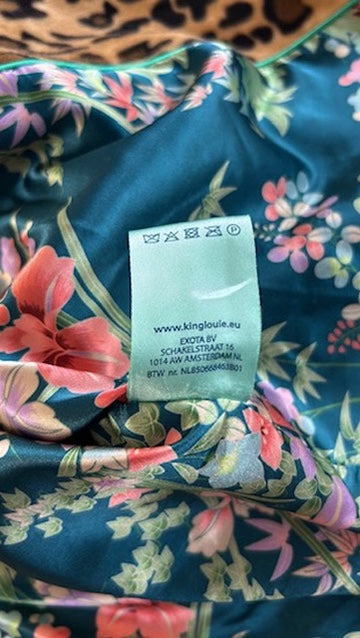 www.kinglouie.eu
EXOTA BV
SCHAKELSTRAAT 16
1014 AW AMSTERDAM NL
BTW nr. NL850668463B01